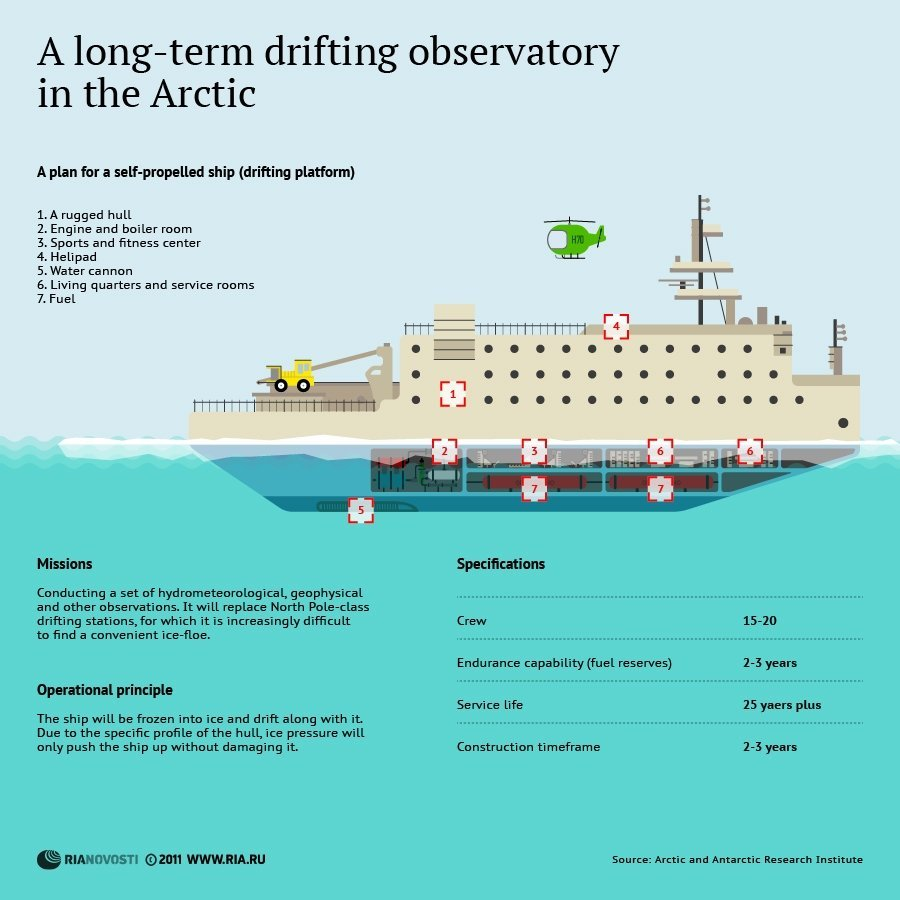 A long-term drifting observatory
in the Arctic
A plan for a self-propelled ship (drifting platform)
1. A rugged hull
2. Engine and boiler room
3. Sports and fitness center
4. Helipad
5. Water cannon
6. Living quarters and service rooms
7. Fuel
H70
4
1
2
3
6
6
7
7
5
Missions
Conducting a set of hydrometeorological, geophysical
and other observations. It will replace North Pole-class
drifting stations, for which it is increasingly difficult
to find a convenient ice-floe.
Operational principle
The ship will be frozen into ice and drift along with it.
Due to the specific profile of the hull, ice pressure will
only push the ship up without damaging it.
Specifications
Crew 15-20
Endurance capability (fuel reserves) 2-3 years
Service life 25 yaers plus
Construction timeframe 2-3 years
RIANOVOSTI © 2011 WWW.RIA.RU
Source: Arctic and Antarctic Research Institute